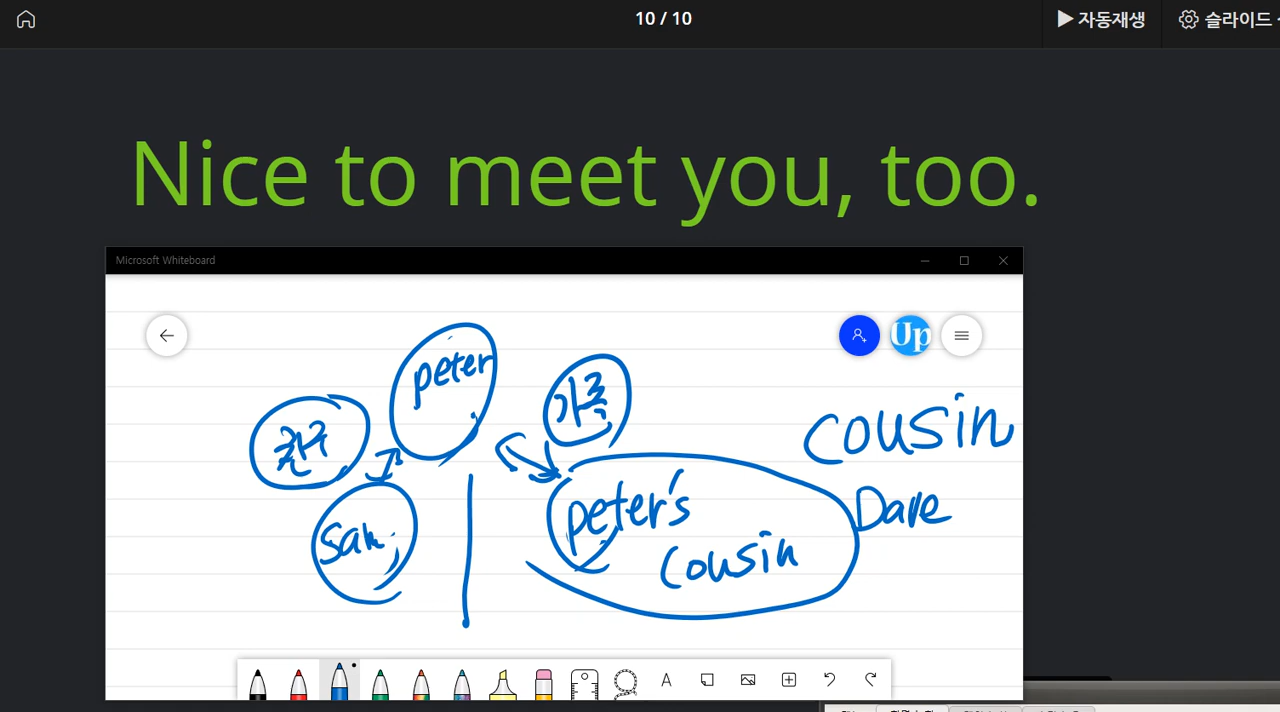 10 / 10
자동재생
슬라이드
Nice to meet you, too.
Microsoft Whiteboard
Up
peter
가족
친구
cousin
sam
peter's
cousin
Dave
A